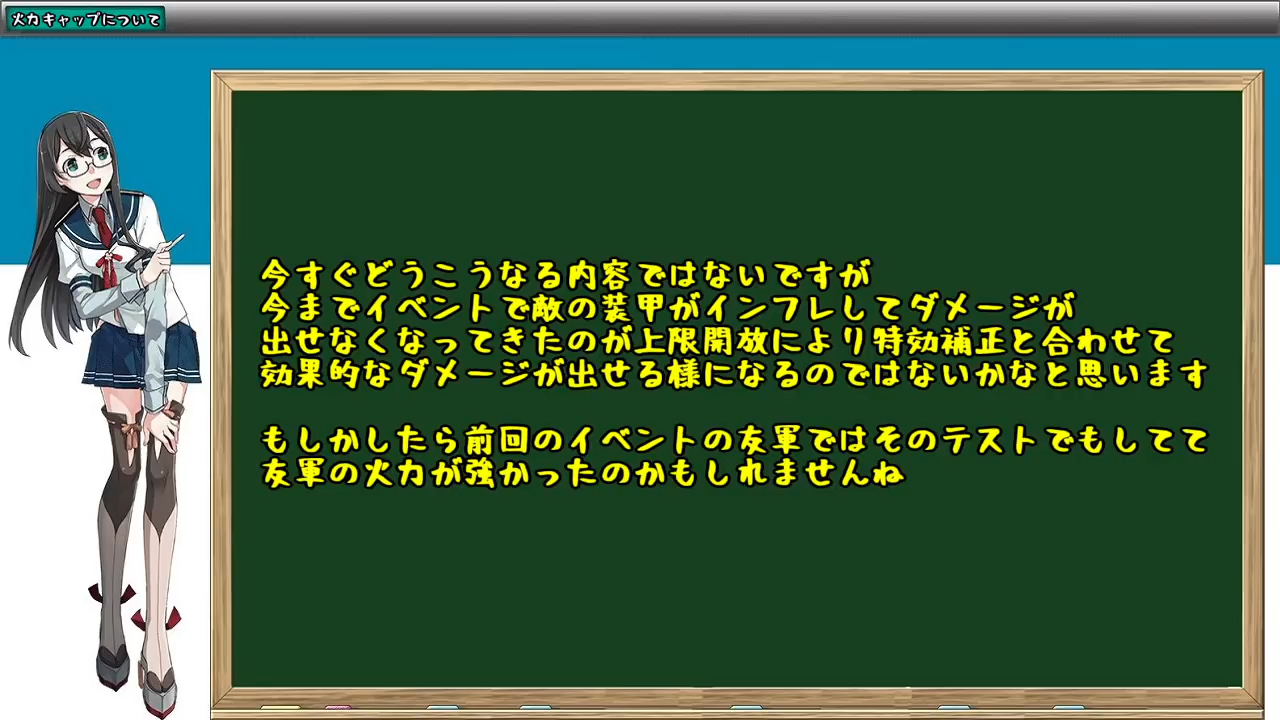 火力キャップについて
今すぐどうこうなる内容ではないですが
今までイベントで敵の装甲がインフレしてダメージが
出せなくなってきたのが上限開放により特効補正と合わせて
効果的なダメージが出せる様になるのではないかなと思います
もしかしたら前回のイベントの友軍ではそのテストでもしてて
友軍の火力が強かったのかもしれませんね